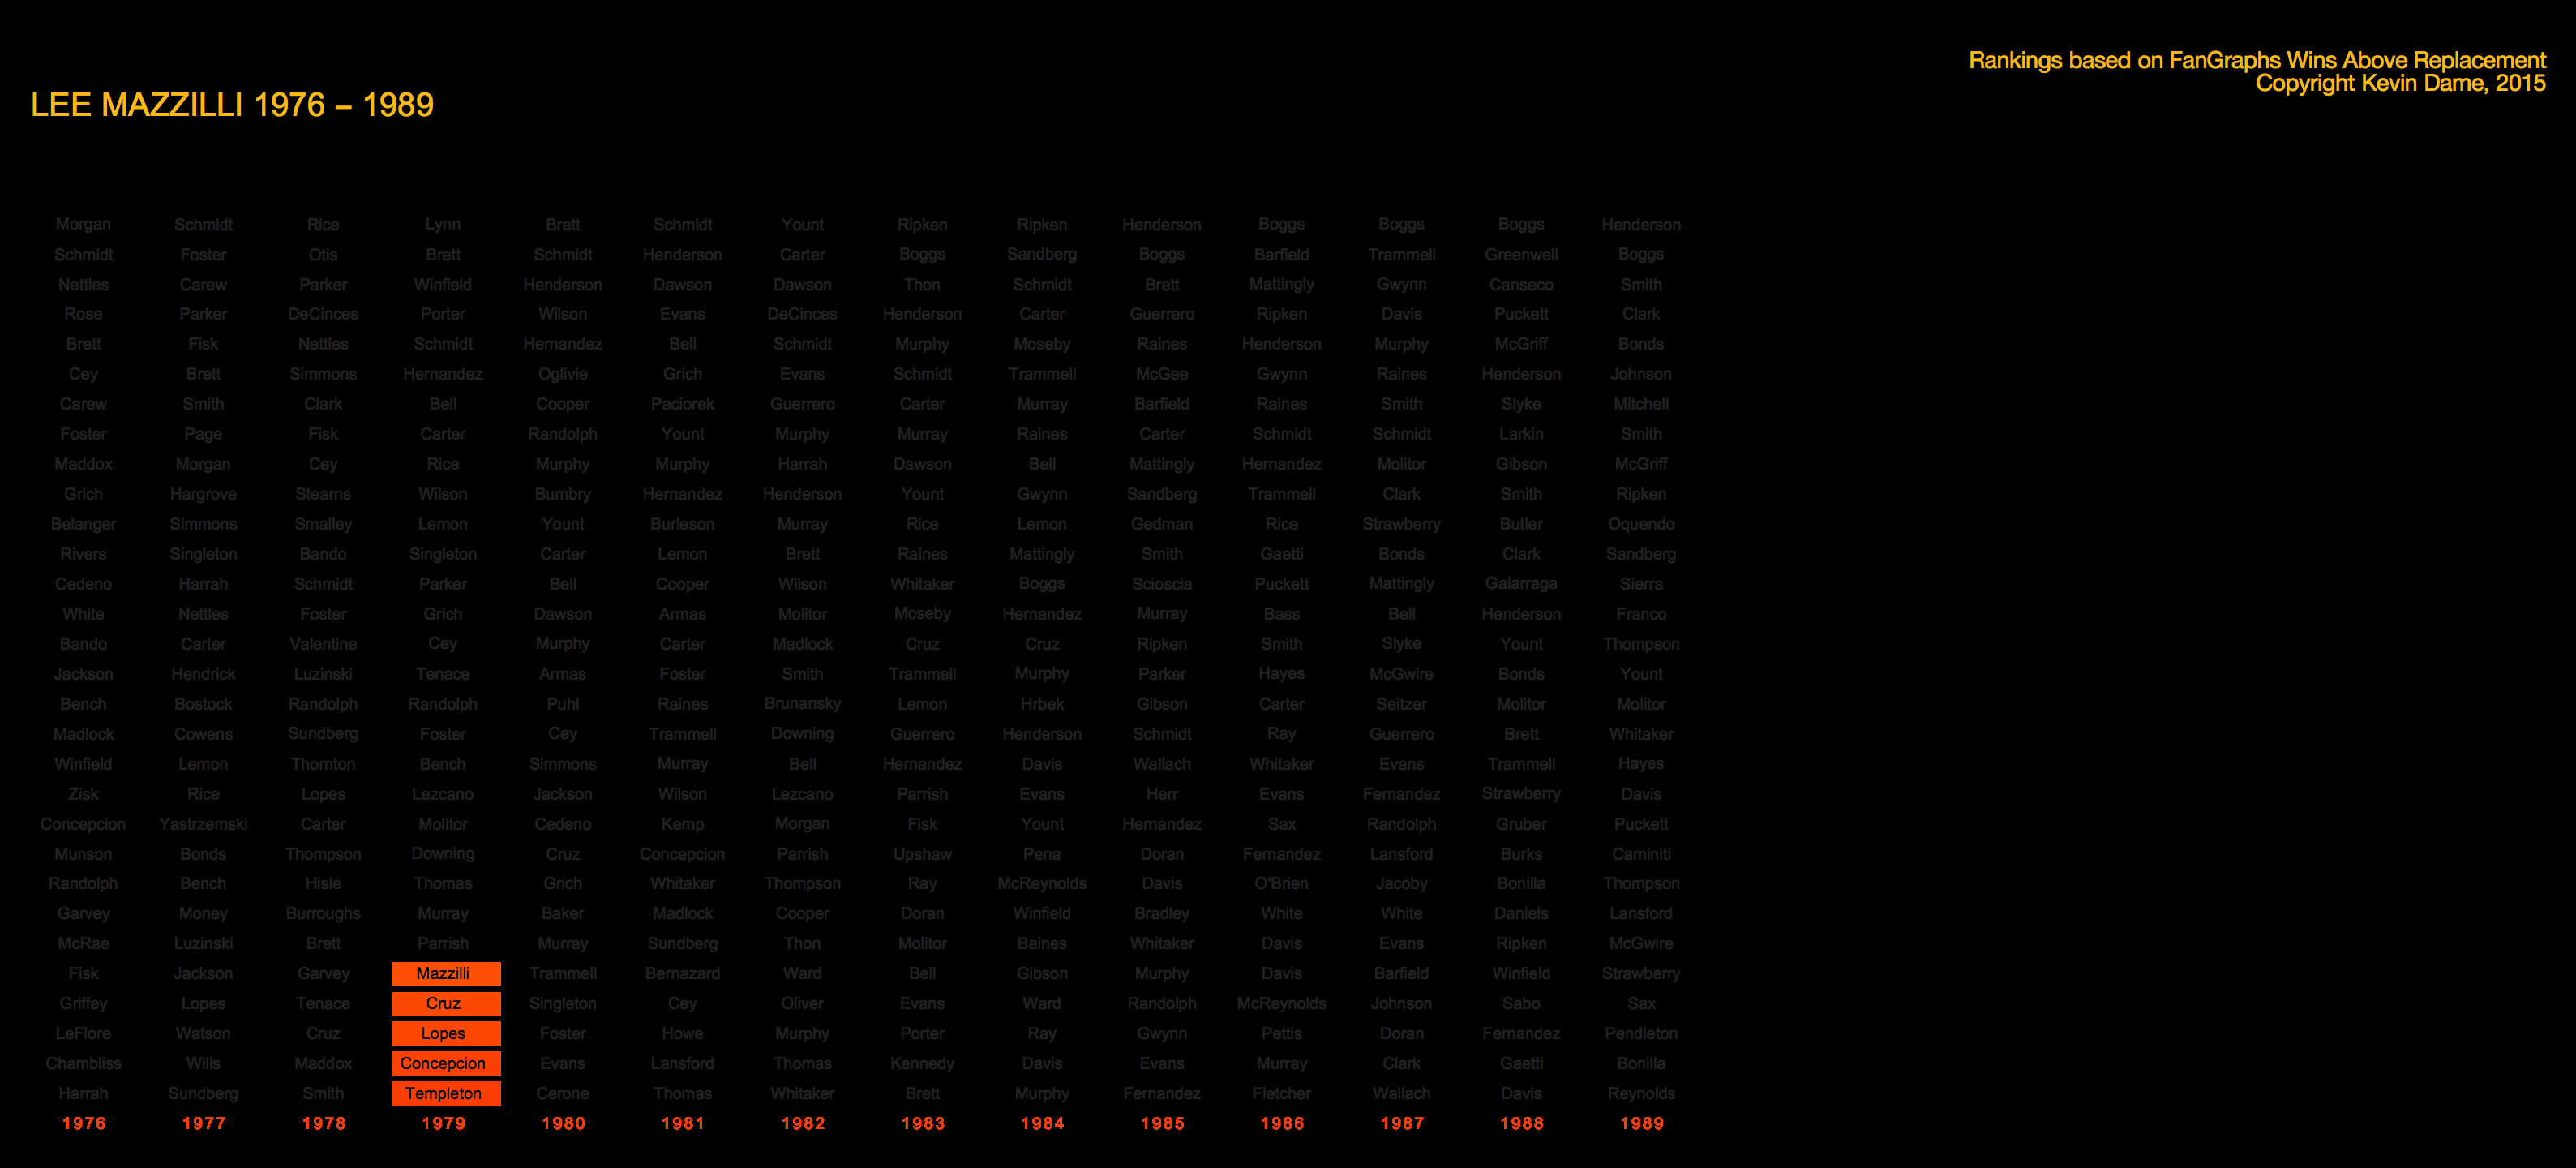 Rankings based on FanGraphs Wins Above Replacement
Copyright Kevin Dame, 2015
LEE MAZZILLI 1976 – 1989
Morgan Schmidt Rice Lynn Brett Schmidt Yount Ripken Ripken Henderson Boggs Boggs Boggs Henderson
Schmidt Foster Otis Brett Schmidt Henderson Carter Boggs Sandberg Boggs Barfield Trammell Greenwell Boggs
Nettles Carew Parker Winfield Henderson Dawson Dawson Thon Schmidt Brett Mattingly Gwynn Canseco Smith
Rose Parker DeCinces Porter Wilson Evans DeCinces Henderson Carter Guerrero Ripken Davis Puckett Clark
Brett Fisk Nettles Schmidt Hernandez Bell Schmidt Murphy Moseby Raines Henderson Murphy McGriff Bonds
Cey Brett Simmons Hernandez Oglivie Grich Evans Schmidt Trammell McGee Gwynn Raines Henderson Johnson
Carew Smith Clark Bell Cooper Paciorek Guerrero Carter Murray Barfield Raines Smith Slyke Mitchell
Foster Page Fisk Carter Randolph Yount Murphy Murray Raines Carter Schmidt Schmidt Larkin Smith
Maddox Morgan Cey Rice Murphy Murphy Harrah Dawson Bell Mattingly Hernandez Molitor Gibson McGriff
Grich Hargrove Stearns Wilson Bumbry Hernandez Henderson Yount Gwynn Sandberg Trammell Clark Smith Ripken
Belanger Simmons Smalley Lemon Yount Burleson Murray Rice Lemon Gedman Rice Strawberry Butler Oquendo
Rivers Singleton Bando Singleton Carter Lemon Brett Raines Mattingly Smith Gaetti Bonds Clark Sandberg
Cedeno Harrah Schmidt Parker Bell Cooper Wilson Whitaker Boggs Scioscia Puckett Mattingly Galarraga Sierra
White Nettles Foster Grich Dawson Armas Molitor Moseby Hernandez Murray Bass Bell Henderson Franco
Bando Carter Valentine Cey Murphy Carter Madlock Cruz Cruz Ripken Smith Slyke Yount Thompson
Jackson Hendrick Luzinski Tenace Armas Foster Smith Trammell Murphy Parker Hayes McGwire Bonds Yount
Bench Bostock Randolph Randolph Puhl Raines Brunansky Lemon Hrbek Gibson Carter Seitzer Molitor Molitor
Madlock Cowens Sundberg Foster Cey Trammell Downing Guerrero Henderson Schmidt Ray Guerrero Brett Whitaker
Winfield Lemon Thornton Bench Simmons Murray Bell Hernandez Davis Wallach Whitaker Evans Trammell Hayes
Zisk Rice Lopes Lezcano Jackson Wilson Lezcano Parrish Evans Herr Evans Fernandez Strawberry Davis
Concepcion Yastrzemski Carter Molitor Cedeno Kemp Morgan Fisk Yount Hernandez Sax Randolph Gruber Puckett
Munson Bonds Thompson Downing Cruz Concepcion Parrish Upshaw Pena Doran Fernandez Lansford Burks Caminiti
Randolph Bench Hisle Thomas Grich Whitaker Thompson Ray McReynolds Davis O'Brien Jacoby Bonilla Thompson
Garvey Money Burroughs Murray Baker Madlock Cooper Doran Winfield Bradley White White Daniels Lansford
McRae Luzinski Brett Parrish Murray Sundberg Thon Molitor Baines Whitaker Davis Evans Ripken McGwire
Fisk Jackson Garvey Mazzilli Trammell Bernazard Ward Bell Gibson Murphy Davis Barfield Winfield Strawberry
Griffey Lopes Tenace Cruz Singleton Cey Oliver Evans Ward Randolph McReynolds Johnson Sabo Sax
LeFlore Watson Cruz Lopes Foster Howe Murphy Porter Ray Gwynn Pettis Doran Fernandez Pendleton
Chambliss Wills Maddox Concepcion Evans Lansford Thomas Kennedy Davis Evans Murray Clark Gaetti Bonilla
Harrah Sundberg Smith Templeton Cerone Thomas Whitaker Brett Murphy Fernandez Fletcher Wallach Davis Reynolds
1976 1977 1978 1979 1980 1981 1982 1983 1984 1985 1986 1987 1988 1989